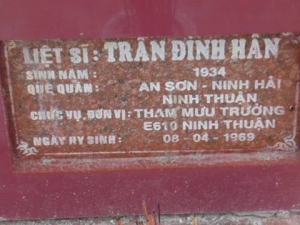 LIỆT SĨ: TRẦN ĐÌNH HÂN
SINH NĂM: 1934
QUÊ QUÁN: AN SƠN - NINH HẢI
NINH THUẬN
CHỨC VỤ, ĐƠN VỊ: THAM MƯU TRƯỞNG
E610 NINH THUẬN
NGÀY HY SINH: 08 - 04 - 1969